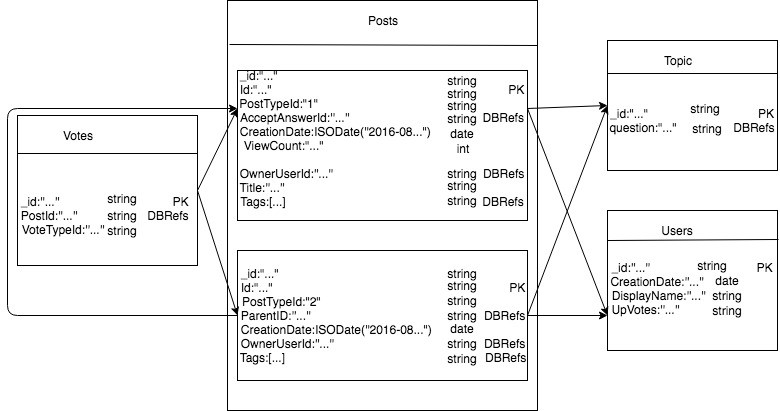 Posts
_id:"..." string
Id:"..." string PK
PostTypeId:"1" string
AcceptAnswerId:"..." string DBRefs
CreationDate:ISODate("2016-08...") date
ViewCount:"..." int
OwnerUserId:"..." string DBRefs
Title:"..." string
Tags:[...] string DBRefs
_id:"..." string
Id:"..." string PK
PostTypeId:"2" string
ParentID:"..." string DBRefs
CreationDate:ISODate("2016-08...") date
OwnerUserId:"..." string DBRefs
Tags:[...] string DBRefs
Votes
_id:"..." string PK
PostId:"..." string DBRefs
VoteTypeId:"..." string
Topic
_id:"..." string PK
question:"..." string DBRefs
Users
_id:"..." string PK
CreationDate:"..." date
DisplayName:"..." string
UpVotes:"..." string